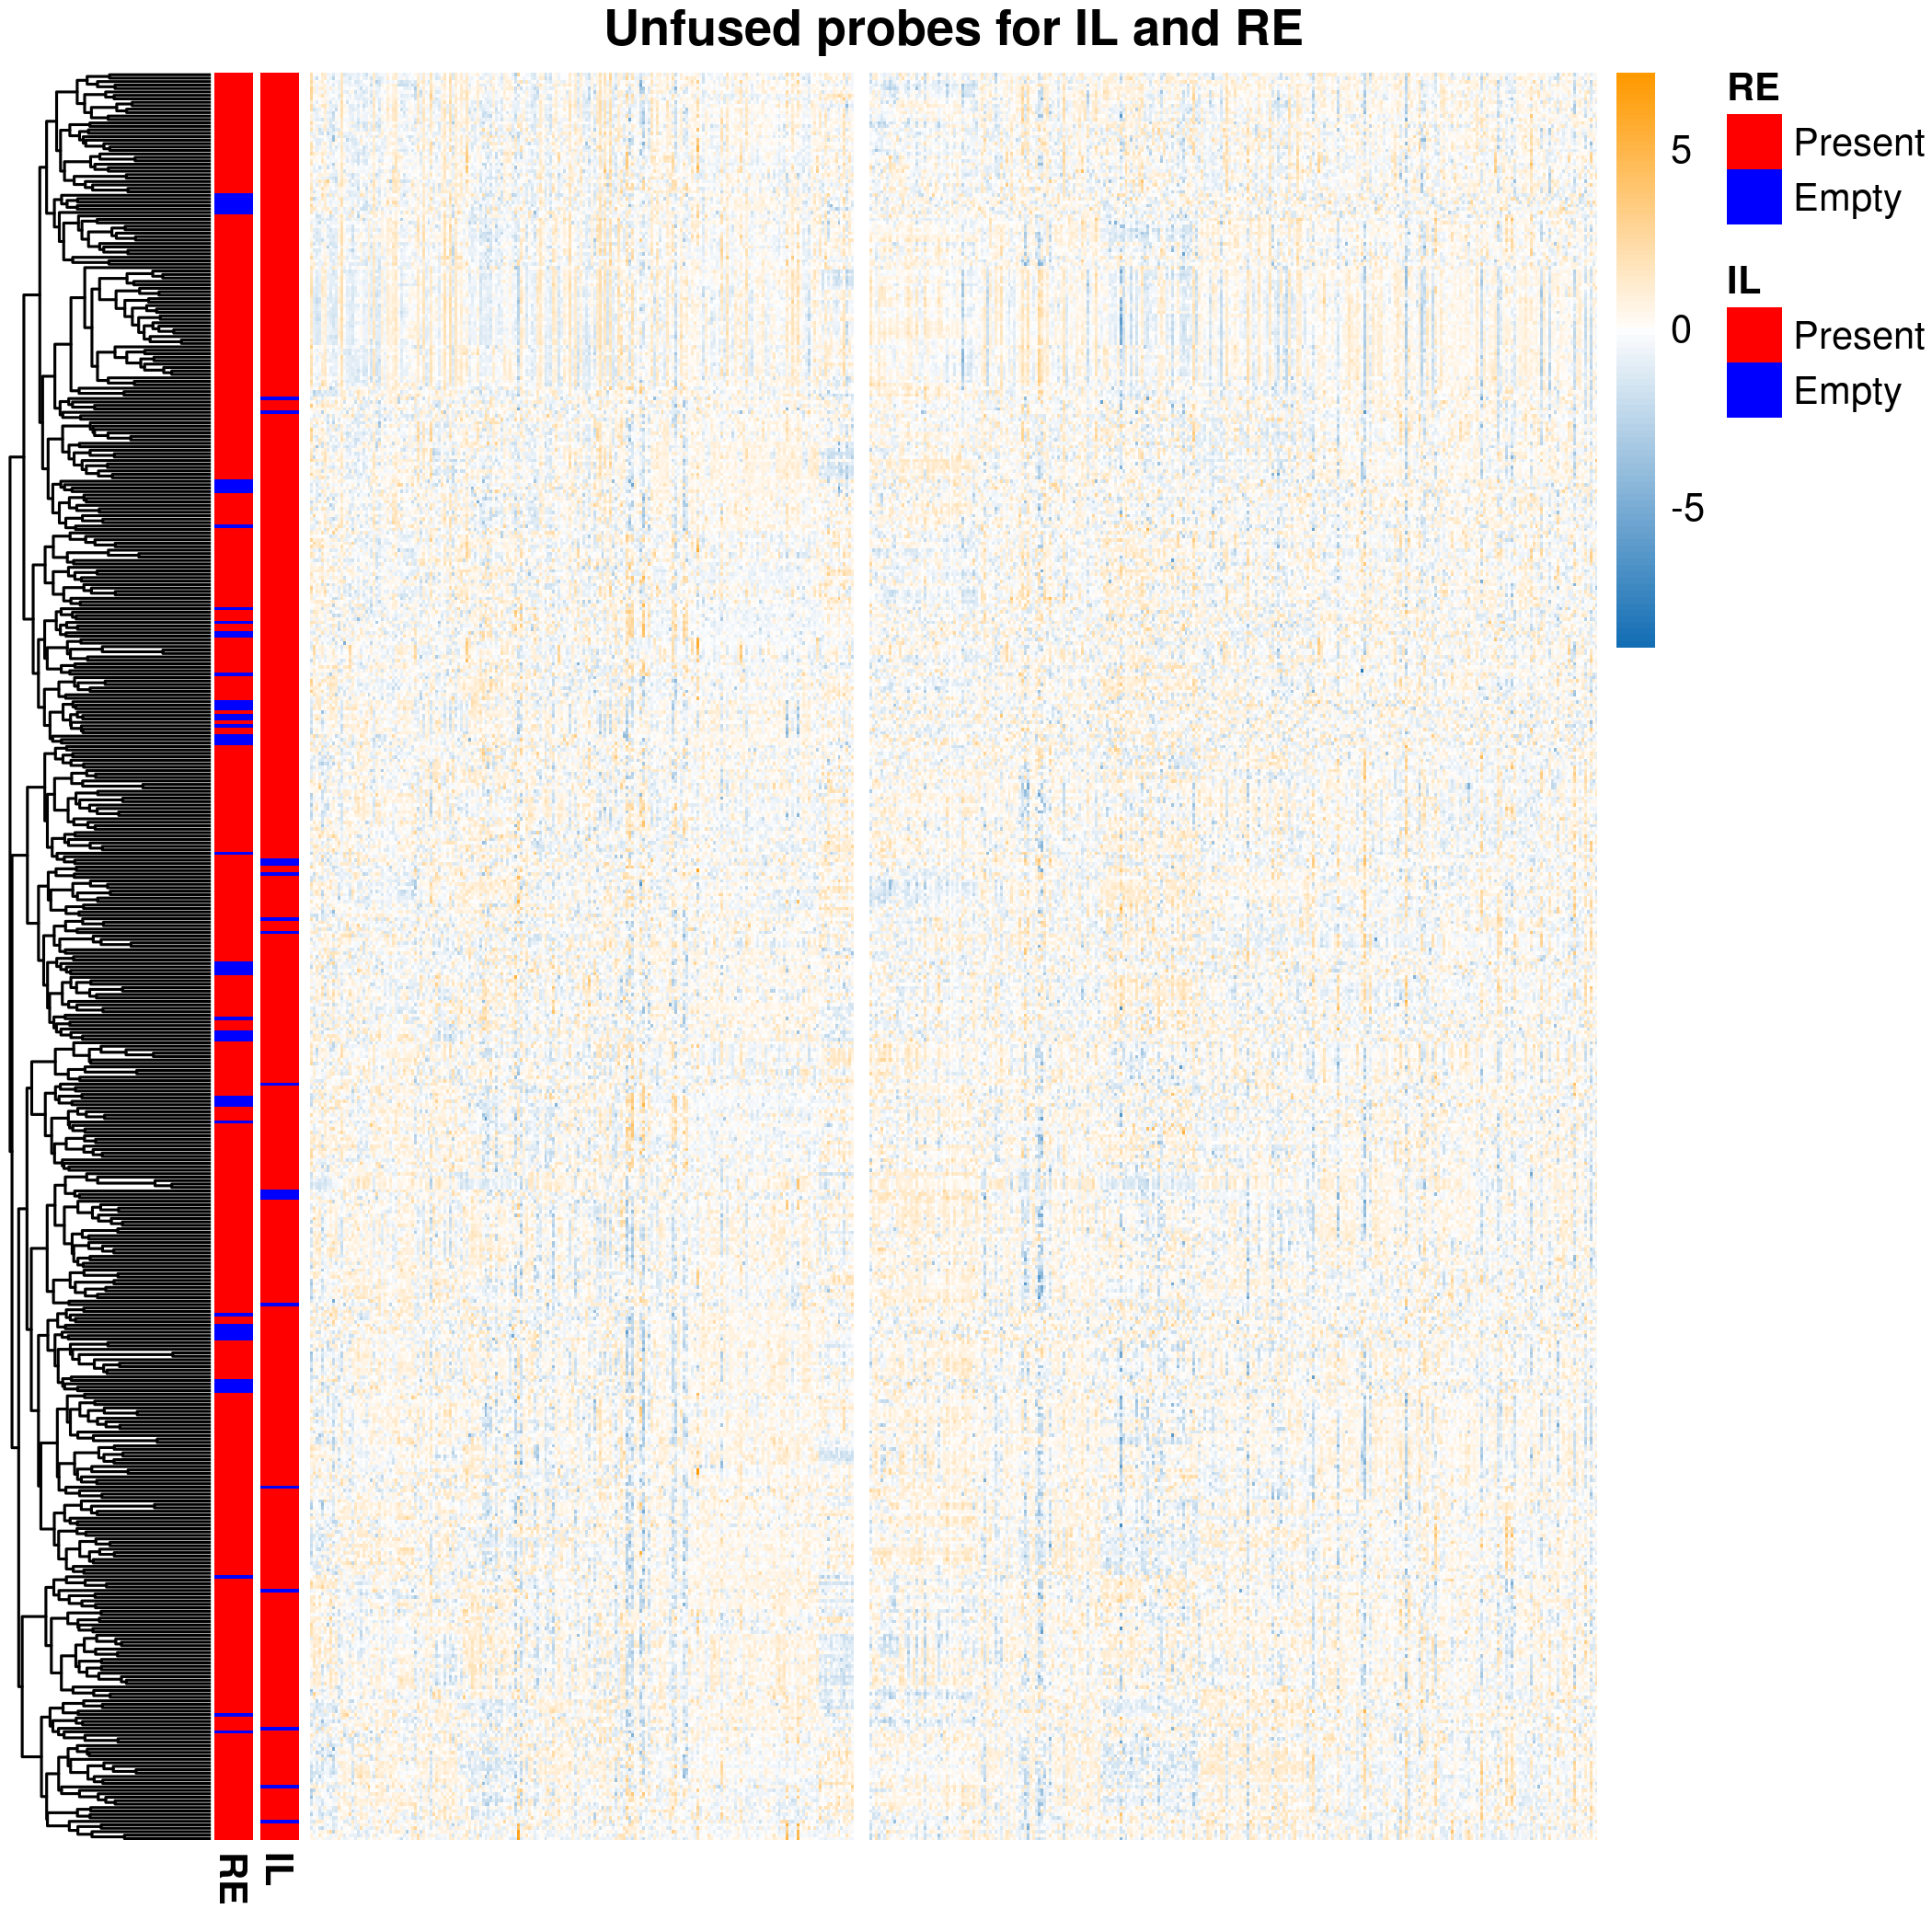 Unfused probes for IL and RE
5
0
-5
RE
Present
Empty
IL
Present
Empty
RE
IL